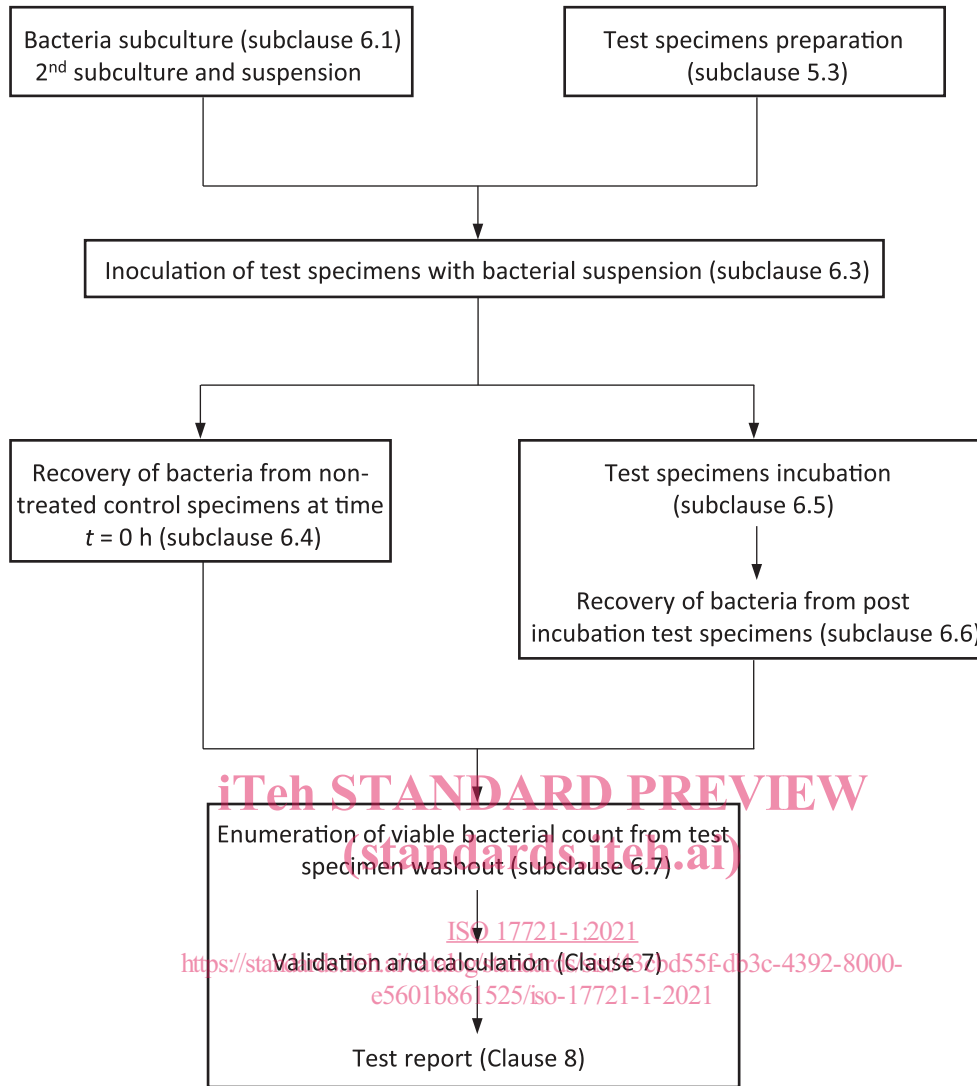 Bacteria subculture (subclause 6.1)
2nd subculture and suspension
Test specimens preparation
(subclause 5.3)
Inoculation of test specimens with bacterial suspension (subclause 6.3)
Recovery of bacteria from non-
treated control specimens at time
t = 0 h (subclause 6.4)
Test specimens incubation
(subclause 6.5)
Recovery of bacteria from post
incubation test specimens (subclause 6.6)
iTeh STANDARD PREVIEW
Enumeration of viable bacterial count from test
(standards.iteh.ai)
specimen washout (subclause 6.7)
ISO 17721-1:2021
Validation and calculation (Clause 7)
e5601b861525/iso-17721-1-2021
Test report (Clause 8)